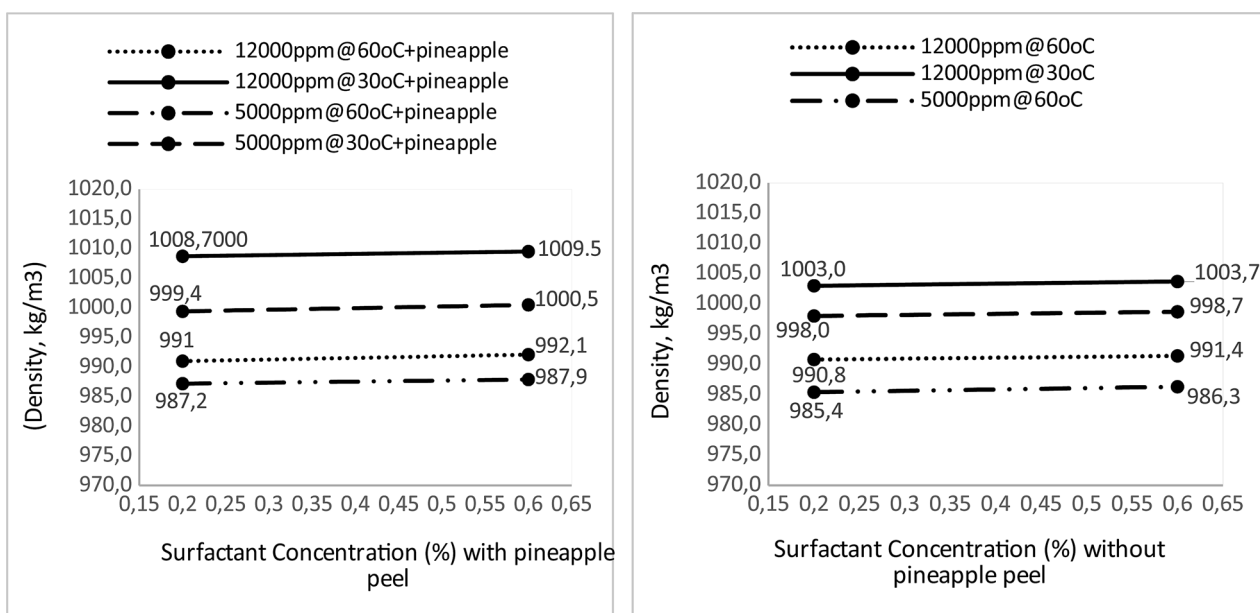 12000ppm@60oC+pineapple
12000ppm@30oC+pineapple
5000ppm@60oC+pineapple
5000ppm@30oC+pineapple
(Density, kg/m3)
1020,0
1015,0
1010,0
1005,0
1000,0
995,0
990,0
985,0
980,0
975,0
970,0
1008,7000
1009.5
999,4
1000,5
991
992,1
987,2
987,9
0,15 0,2 0,25 0,3 0,35 0,4 0,45 0,5 0,55 0,6 0,65
Surfactant Concentration (%) with pineapple
peel
12000ppm@60oC
12000ppm@30oC
5000ppm@60oC
Density, kg/m3
1020,0
1015,0
1010,0
1005,0
1000,0
995,0
990,0
985,0
980,0
975,0
970,0
1003,0
1003,7
998,0
998,7
990,8
991,4
985,4
986,3
0,15 0,2 0,25 0,3 0,35 0,4 0,45 0,5 0,55 0,6 0,65
Surfactant Concentration (%) without
pineapple peel